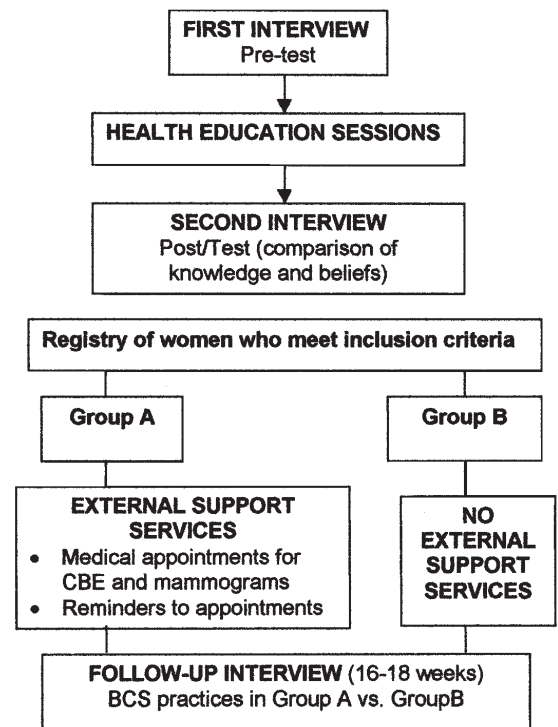 FIRST INTERVIEW
Pre-test
HEALTH EDUCATION SESSIONS
SECOND INTERVIEW
Post/Test (comparison of
knowledge and beliefs)
Registry of women who meet inclusion criteria
Group A
Group B
EXTERNAL SUPPORT
SERVICES
• Medical appointments for
CBE and mammograms
• Reminders to appointments
NO
EXTERNAL
SUPPORT
SERVICES
FOLLOW-UP INTERVIEW (16-18 weeks)
BCS practices in Group A vs. GroupB